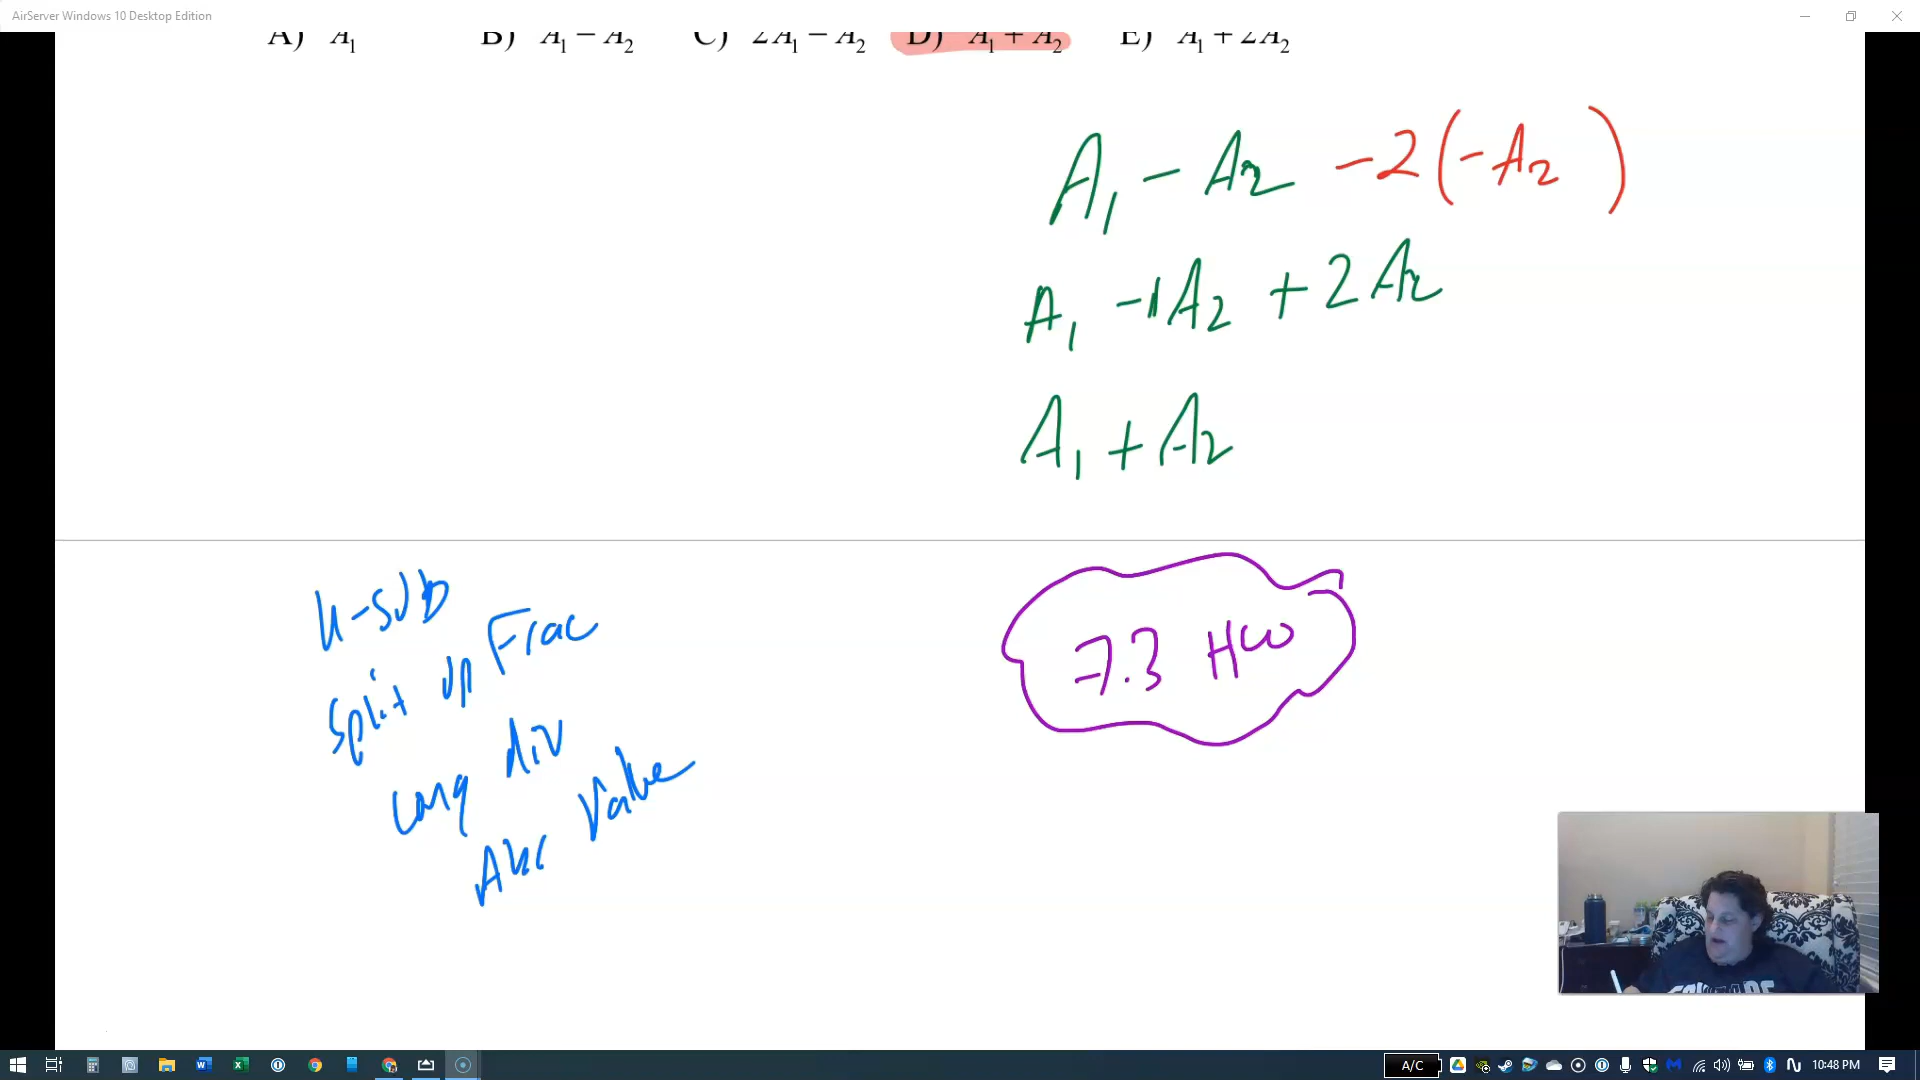 AirServer Windows 10 Desktop Edition
A) A₁ B) A₁ − A₂ C) 2A₁ − A₂ D) A₁ + A₂ E) A₁ + 2A₂
A₁ − A₂ −2(−A₂)
A₁ −1A₂ + 2A₂
A₁ + A₂
u-sub
split up Frac
Long div
Abs Value
7.3 HW
A/C
10:48 PM